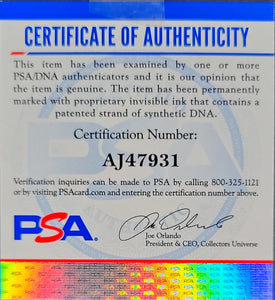 CERTIFICATE OF AUTHENTICITY
This item has been examined by one or more
PSA/DNA authenticators and it is our opinion that
the item is genuine. The item has been permanently
marked with proprietary invisible ink that contains a
patented strand of synthetic DNA.
Certification Number:
AJ47931
Verification inquiries can be made to PSA by calling 800-325-1121
or by visiting PSAcard.com and entering the certification number above.
PSA
Joe Orlando
President & CEO, Collectors Universe